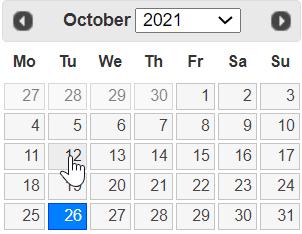 October 2021
Mo Tu We Th Fr Sa Su
27 28 29 30 1 2 3
4 5 6 7 8 9 10
11 12 13 14 15 16 17
18 19 20 21 22 23 24
25 26 27 28 29 30 31